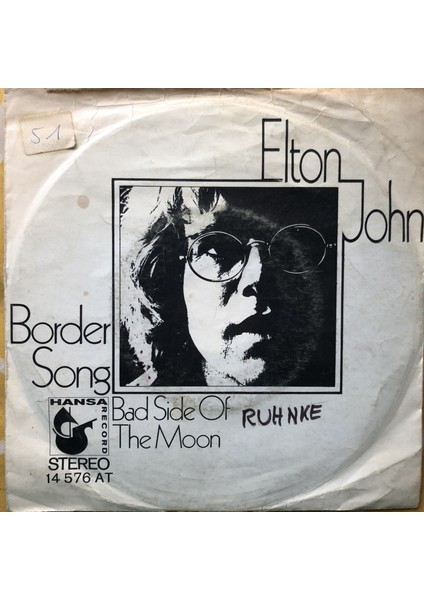 51
Elton
John
Border
Song
HANSA
RECORD
STEREO
14 576 AT
Bad Side Of
The Moon
RUHNKE